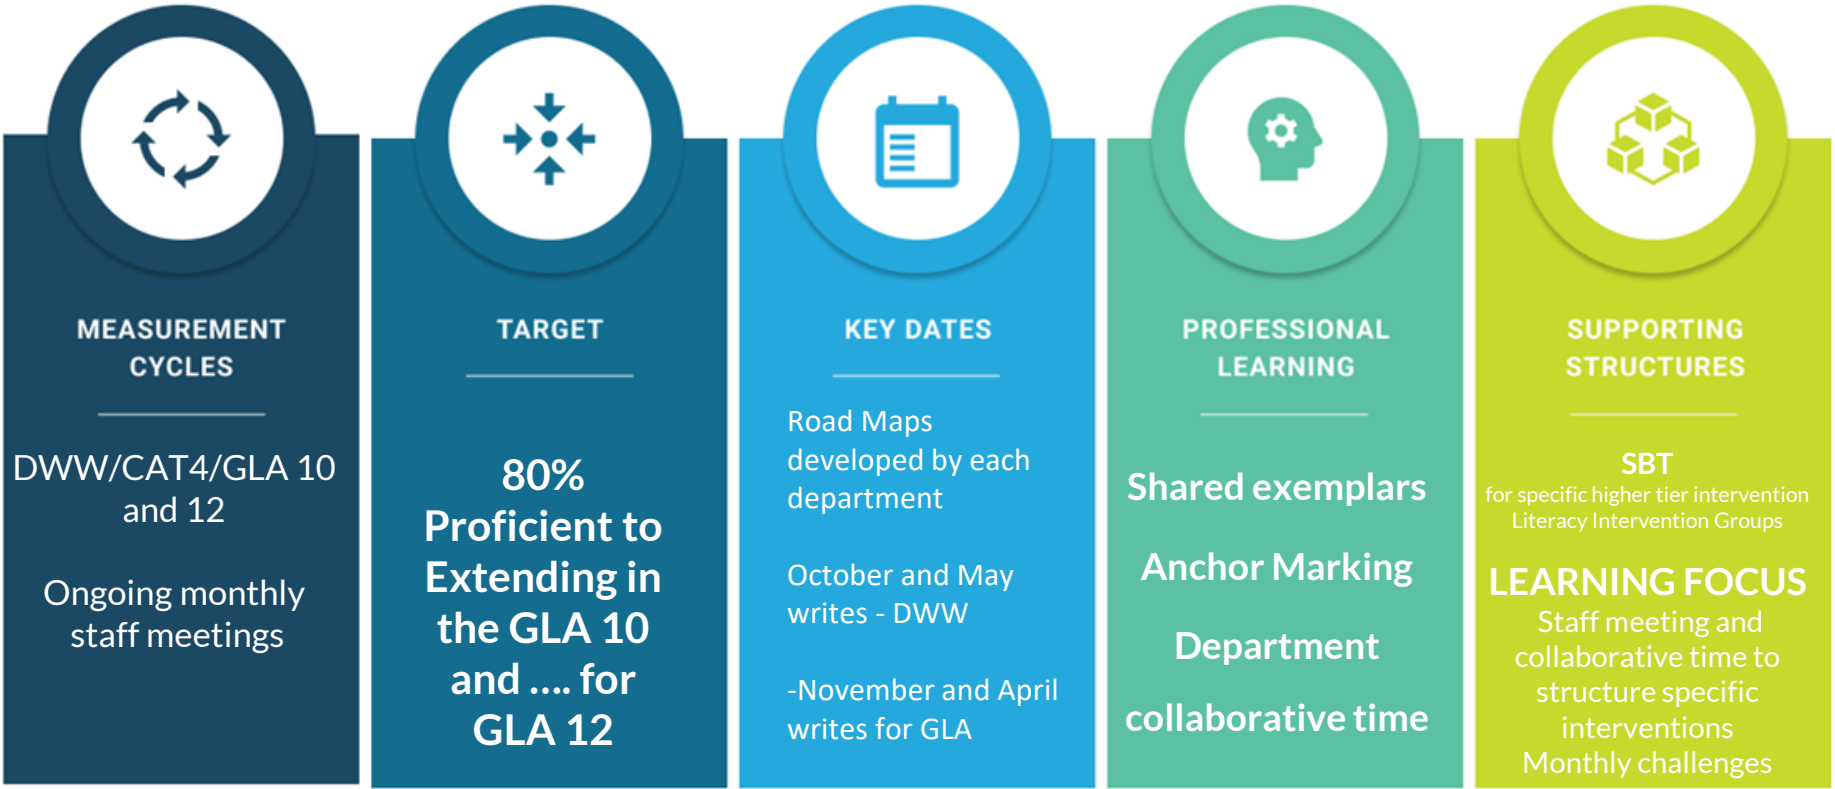 MEASUREMENT
CYCLES
DWW/CAT4/GLA 10
and 12
Ongoing monthly
staff meetings
TARGET
80%
Proficient to
Extending in
the GLA 10
and .... for
GLA 12
KEY DATES
Road Maps
developed by each
department
October and May
writes - DWW
-November and April
writes for GLA
PROFESSIONAL
LEARNING
Shared exemplars
Anchor Marking
Department
collaborative time
SUPPORTING
STRUCTURES
SBT
for specific higher tier intervention
Literacy Intervention Groups
LEARNING FOCUS
Staff meeting and
collaborative time to
structure specific
interventions
Monthly challenges